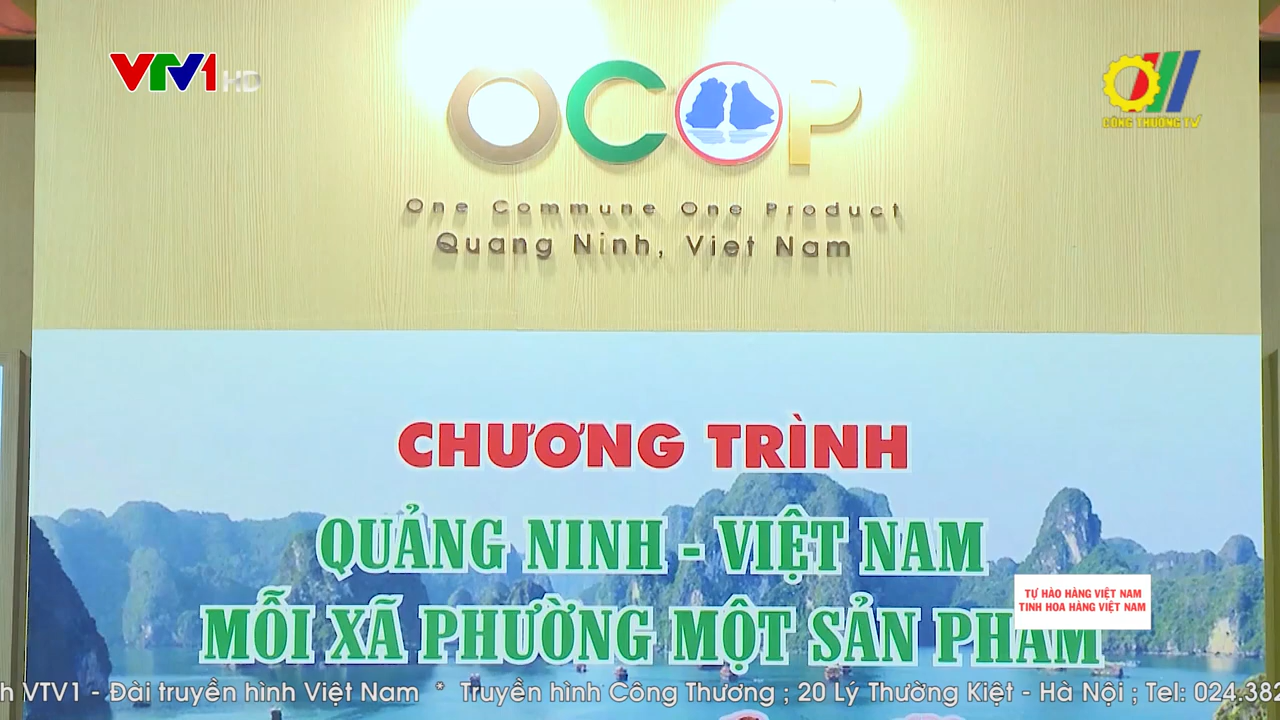 VTV1 HD
CÔNG THƯƠNG TV
OCOP
One Commune One Product
Quang Ninh, Viet Nam
CHƯƠNG TRÌNH
QUẢNG NINH - VIỆT NAM
MỖI XÃ PHƯỜNG MỘT SẢN PHẨM
TỰ HÀO HÀNG VIỆT NAM
TINH HOA HÀNG VIỆT NAM
h VTV1 - Đài truyền hình Việt Nam * Truyền hình Công Thương ; 20 Lý Thường Kiệt - Hà Nội ; Tel: 024.382